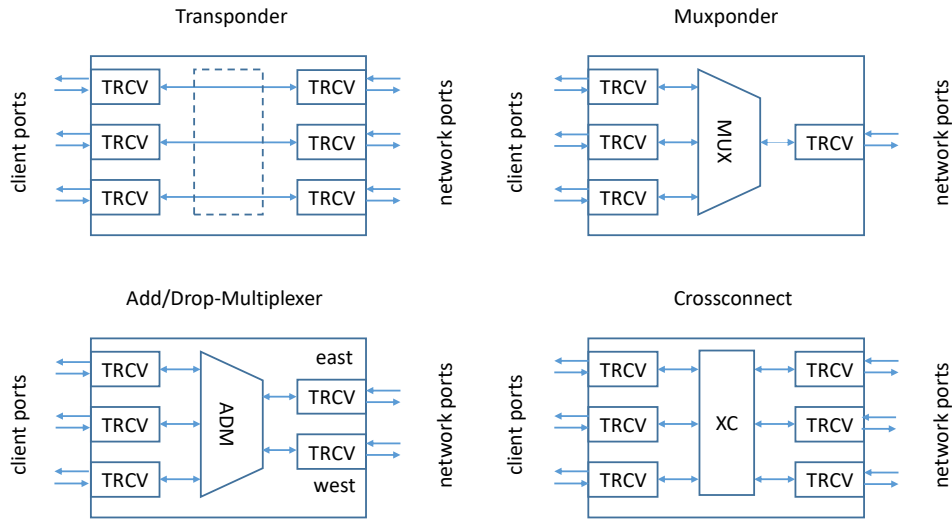 Transponder
Muxponder
client ports
TRCV
TRCV
TRCV
TRCV
TRCV
TRCV
network ports
client ports
TRCV
TRCV
TRCV
MUX
TRCV
network ports
Add/Drop-Multiplexer
Crossconnect
client ports
TRCV
TRCV
TRCV
ADM
east
TRCV
TRCV
west
network ports
client ports
TRCV
TRCV
TRCV
XC
TRCV
TRCV
TRCV
network ports